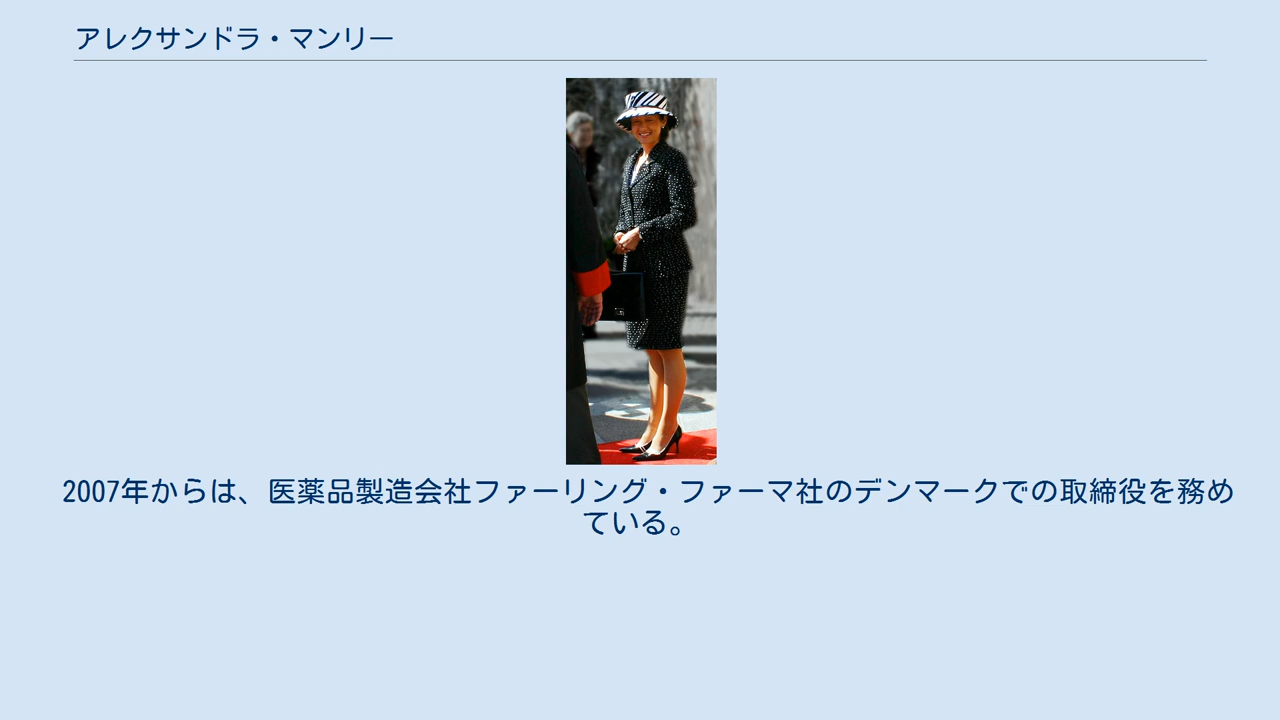 アレクサンドラ・マンリー
2007年からは、医薬品製造会社ファーリング・ファーマ社のデンマークでの取締役を務め
ている。